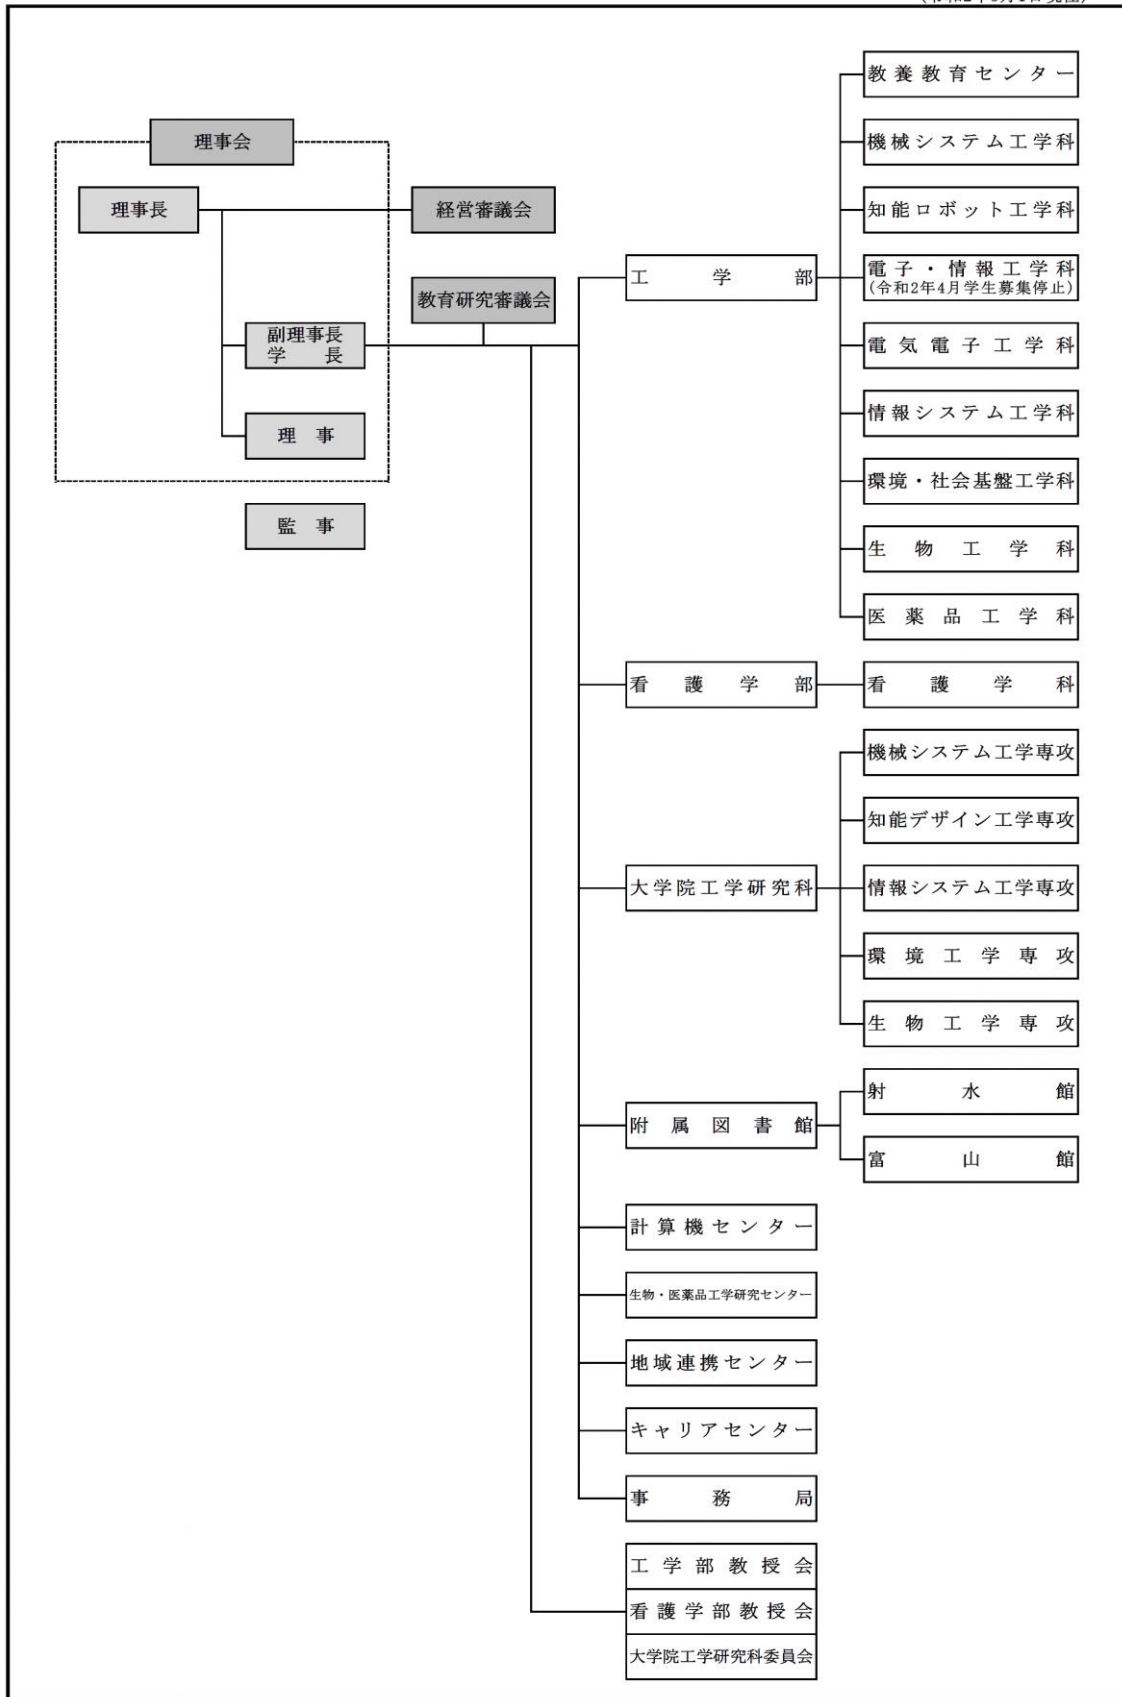 理事会
理事長
経営審議会
教育研究審議会
副理事長
学長
理事
監事
工学部
教養教育センター
機械システム工学科
知能ロボット工学科
電子・情報工学科
(令和2年4月学生募集停止)
電気電子工学科
情報システム工学科
環境・社会基盤工学科
生物工学科
医薬品工学科
看護学部
看護学科
大学院工学研究科
機械システム工学専攻
知能デザイン工学専攻
情報システム工学専攻
環境工学専攻
生物工学専攻
附属図書館
射水館
富山館
計算機センター
生物・医薬品工学研究センター
地域連携センター
キャリアセンター
事務局
工学部教授会
看護学部教授会
大学院工学研究科委員会